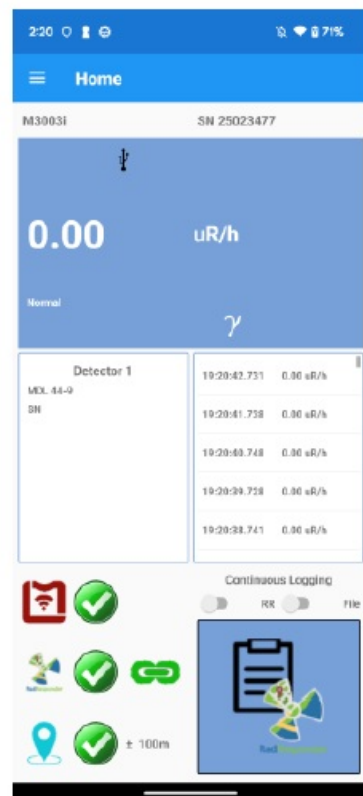 2:20 71%
Home
M3003i SN 25023477
0.00 uR/h
Normal
γ
Detector 1
MDL 44-9
SN
19:20:42.731 0.00 uR/h
19:20:41.738 0.00 uR/h
19:20:40.748 0.00 uR/h
19:20:39.728 0.00 uR/h
19:20:38.741 0.00 uR/h
Continuous Logging
RR File
± 100m
RadResponder